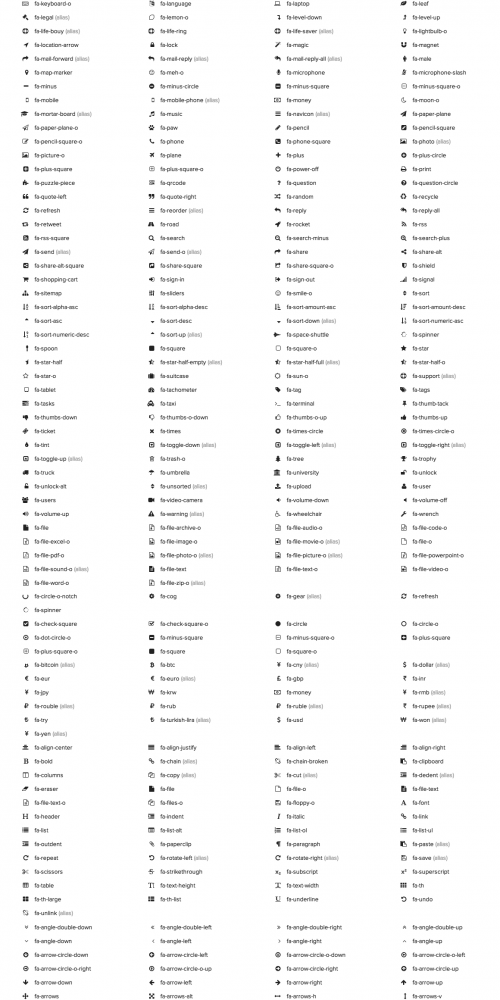 fa-keyboard-o fa-language fa-laptop fa-leaf
fa-legal (alias) fa-lemon-o fa-level-down fa-level-up
fa-life-bouy (alias) fa-life-ring fa-life-saver (alias) fa-lightbulb-o
fa-location-arrow fa-lock fa-magic fa-magnet
fa-mail-forward (alias) fa-mail-reply (alias) fa-mail-reply-all (alias) fa-male
fa-map-marker fa-meh-o fa-microphone fa-microphone-slash
fa-minus fa-minus-circle fa-minus-square fa-minus-square-o
fa-mobile fa-mobile-phone (alias) fa-money fa-moon-o
fa-mortar-board (alias) fa-music fa-navicon (alias) fa-paper-plane
fa-paper-plane-o fa-paw fa-pencil fa-pencil-square
fa-pencil-square-o fa-phone fa-phone-square fa-photo (alias)
fa-picture-o fa-plane fa-plus fa-plus-circle
fa-plus-square fa-plus-square-o fa-power-off fa-print
fa-puzzle-piece fa-qrcode fa-question fa-question-circle
fa-quote-left fa-quote-right fa-random fa-recycle
fa-refresh fa-reorder (alias) fa-reply fa-reply-all
fa-retweet fa-road fa-rocket fa-rss
fa-rss-square fa-search fa-search-minus fa-search-plus
fa-send (alias) fa-send-o (alias) fa-share fa-share-alt
fa-share-alt-square fa-share-square fa-share-square-o fa-shield
fa-shopping-cart fa-sign-in fa-sign-out fa-signal
fa-sitemap fa-sliders fa-smile-o fa-sort
fa-sort-alpha-asc fa-sort-alpha-desc fa-sort-amount-asc fa-sort-amount-desc
fa-sort-asc fa-sort-desc fa-sort-down (alias) fa-sort-numeric-asc
fa-sort-numeric-desc fa-sort-up (alias) fa-space-shuttle fa-spinner
fa-spoon fa-square fa-square-o fa-star
fa-star-half fa-star-half-empty (alias) fa-star-half-full (alias) fa-star-half-o
fa-star-o fa-suitcase fa-sun-o fa-support (alias)
fa-tablet fa-tachometer fa-tag fa-tags
fa-tasks fa-taxi fa-terminal fa-thumb-tack
fa-thumbs-down fa-thumbs-o-down fa-thumbs-o-up fa-thumbs-up
fa-ticket fa-times fa-times-circle fa-times-circle-o
fa-tint fa-toggle-down (alias) fa-toggle-left (alias) fa-toggle-right (alias)
fa-toggle-up (alias) fa-trash-o fa-tree fa-trophy
fa-truck fa-umbrella fa-university fa-unlock
fa-unlock-alt fa-unsorted (alias) fa-upload fa-user
fa-users fa-video-camera fa-volume-down fa-volume-off
fa-volume-up fa-warning (alias) fa-wheelchair fa-wrench
fa-file fa-file-archive-o fa-file-audio-o fa-file-code-o
fa-file-excel-o fa-file-image-o fa-file-movie-o (alias) fa-file-o
fa-file-pdf-o fa-file-photo-o (alias) fa-file-picture-o (alias) fa-file-powerpoint-o
fa-file-sound-o (alias) fa-file-text fa-file-text-o fa-file-video-o
fa-file-word-o fa-file-zip-o (alias)
fa-circle-o-notch fa-cog fa-gear (alias) fa-refresh
fa-spinner
fa-check-square fa-check-square-o fa-circle fa-circle-o
fa-dot-circle-o fa-minus-square fa-minus-square-o fa-plus-square
fa-plus-square-o fa-square fa-square-o
fa-bitcoin (alias) fa-btc fa-cny (alias) fa-dollar (alias)
fa-eur fa-euro (alias) fa-gbp fa-inr
fa-jpy fa-krw fa-money fa-rmb (alias)
fa-rouble (alias) fa-rub fa-ruble (alias) fa-rupee (alias)
fa-try fa-turkish-lira (alias) fa-usd fa-won (alias)
fa-yen (alias)
fa-align-center fa-align-justify fa-align-left fa-align-right
fa-bold fa-chain (alias) fa-chain-broken fa-clipboard
fa-columns fa-copy (alias) fa-cut (alias) fa-dedent (alias)
fa-eraser fa-file fa-file-o fa-file-text
fa-file-text-o fa-files-o fa-floppy-o fa-font
fa-header fa-indent fa-italic fa-link
fa-list fa-list-alt fa-list-ol fa-list-ul
fa-outdent fa-paperclip fa-paragraph fa-paste (alias)
fa-repeat fa-rotate-left (alias) fa-rotate-right (alias) fa-save (alias)
fa-scissors fa-strikethrough fa-subscript fa-superscript
fa-table fa-text-height fa-text-width fa-th
fa-th-large fa-th-list fa-underline fa-undo
fa-unlink (alias)
fa-angle-double-down fa-angle-double-left fa-angle-double-right fa-angle-double-up
fa-angle-down fa-angle-left fa-angle-right fa-angle-up
fa-arrow-circle-down fa-arrow-circle-left fa-arrow-circle-o-down fa-arrow-circle-o-left
fa-arrow-circle-o-right fa-arrow-circle-o-up fa-arrow-circle-right fa-arrow-circle-up
fa-arrow-down fa-arrow-left fa-arrow-right fa-arrow-up
fa-arrows fa-arrows-alt fa-arrows-h fa-arrows-v